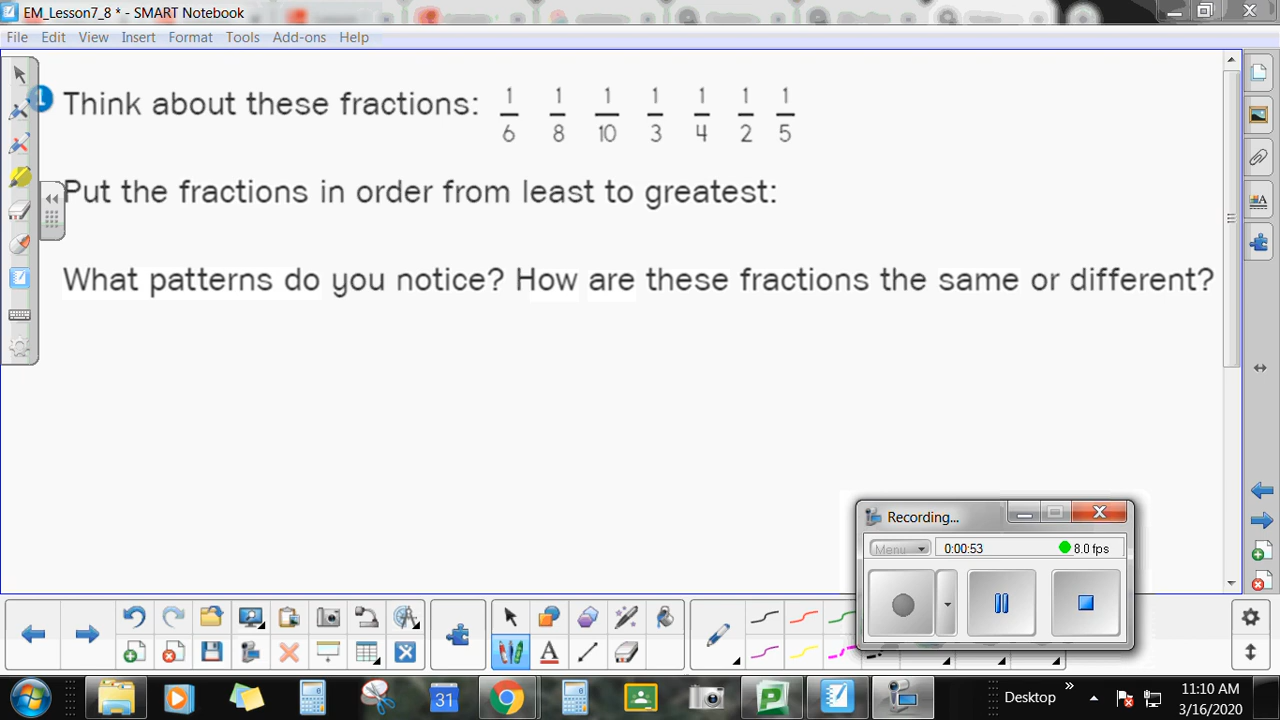 EM_Lesson7_8 * - SMART Notebook
File Edit View Insert Format Tools Add-ons Help
1 Think about these fractions: 1/6 1/8 1/10 1/3 1/4 1/2 1/5
Put the fractions in order from least to greatest:
What patterns do you notice? How are these fractions the same or different?
Recording...
Menu 0:00:53 8.0 fps
A
31
Desktop » 11:10 AM
3/16/2020